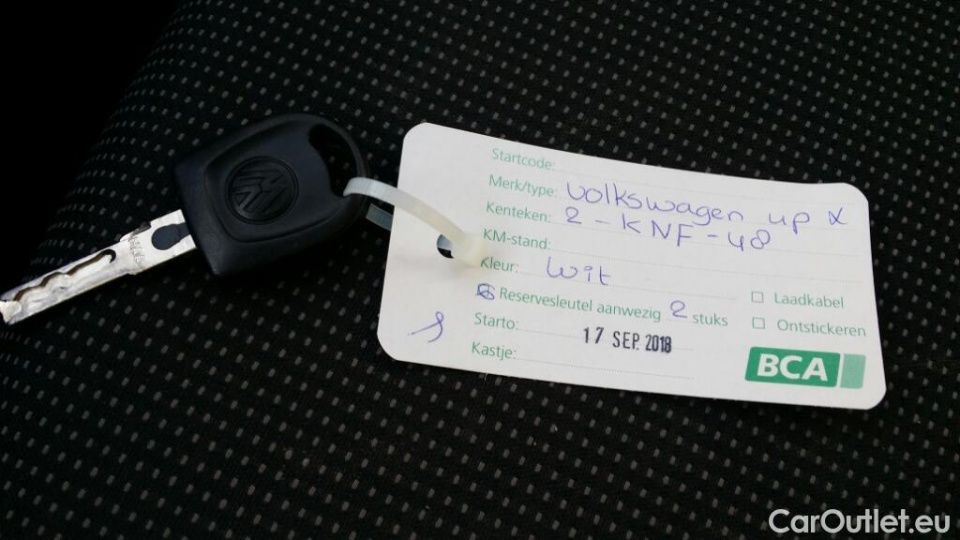 Startcode:
Merk/type: Volkswagen up
Kenteken: 2-KNF-48
KM-stand:
Kleur: Wit
Reservesleutel aanwezig 2 stuks
Starto: 17 SEP. 2018
Kastje:
Laadkabel
Ontstickeren
BCA
CarOutlet.eu